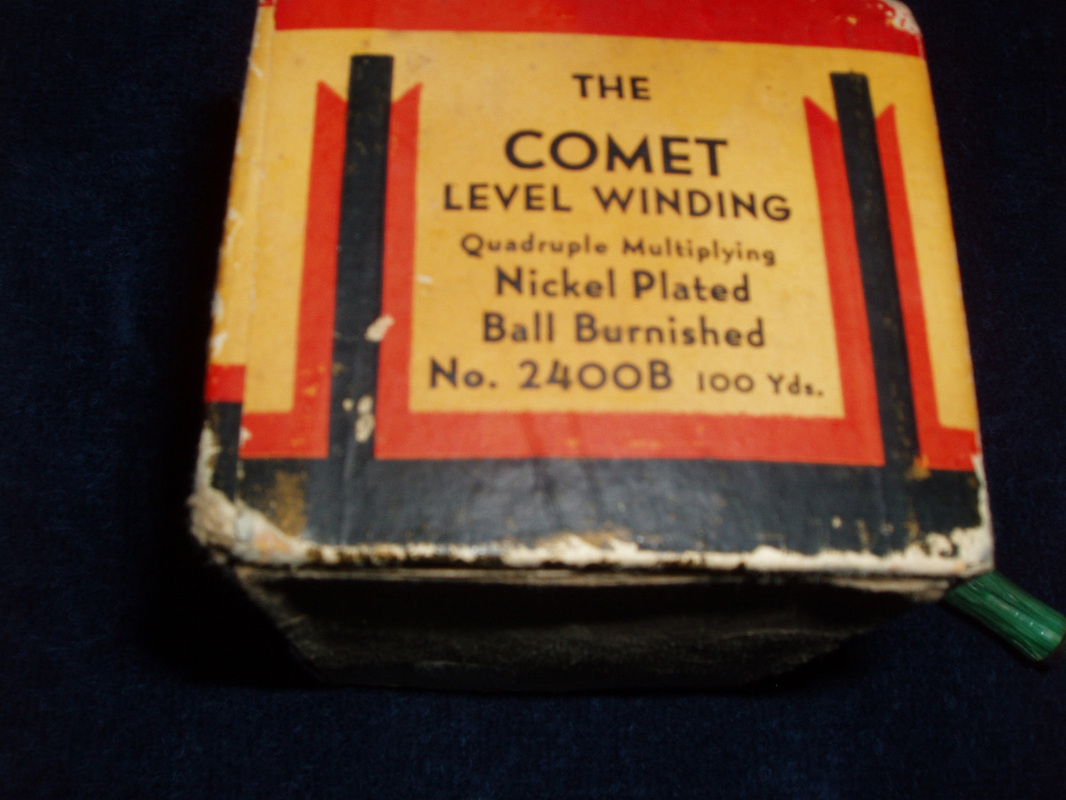 THE
COMET
LEVEL WINDING
Quadruple Multiplying
Nickel Plated
Ball Burnished
No. 2400B 100 Yds.